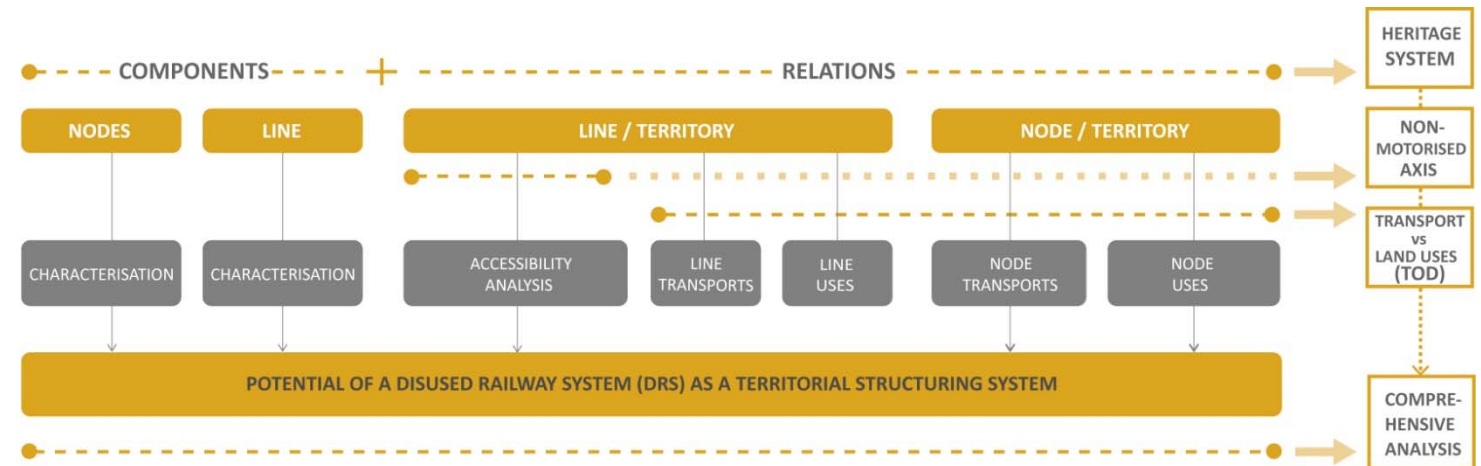 COMPONENTS
RELATIONS
HERITAGE
SYSTEM
NODES
LINE
LINE / TERRITORY
NODE / TERRITORY
NON-
MOTORISED
AXIS
TRANSPORT
vs
LAND USES
(TOD)
CHARACTERISATION
CHARACTERISATION
ACCESSIBILITY
ANALYSIS
LINE
TRANSPORTS
LINE
USES
NODE
TRANSPORTS
NODE
USES
POTENTIAL OF A DISUSED RAILWAY SYSTEM (DRS) AS A TERRITORIAL STRUCTURING SYSTEM
COMPRE-
HENSIVE
ANALYSIS